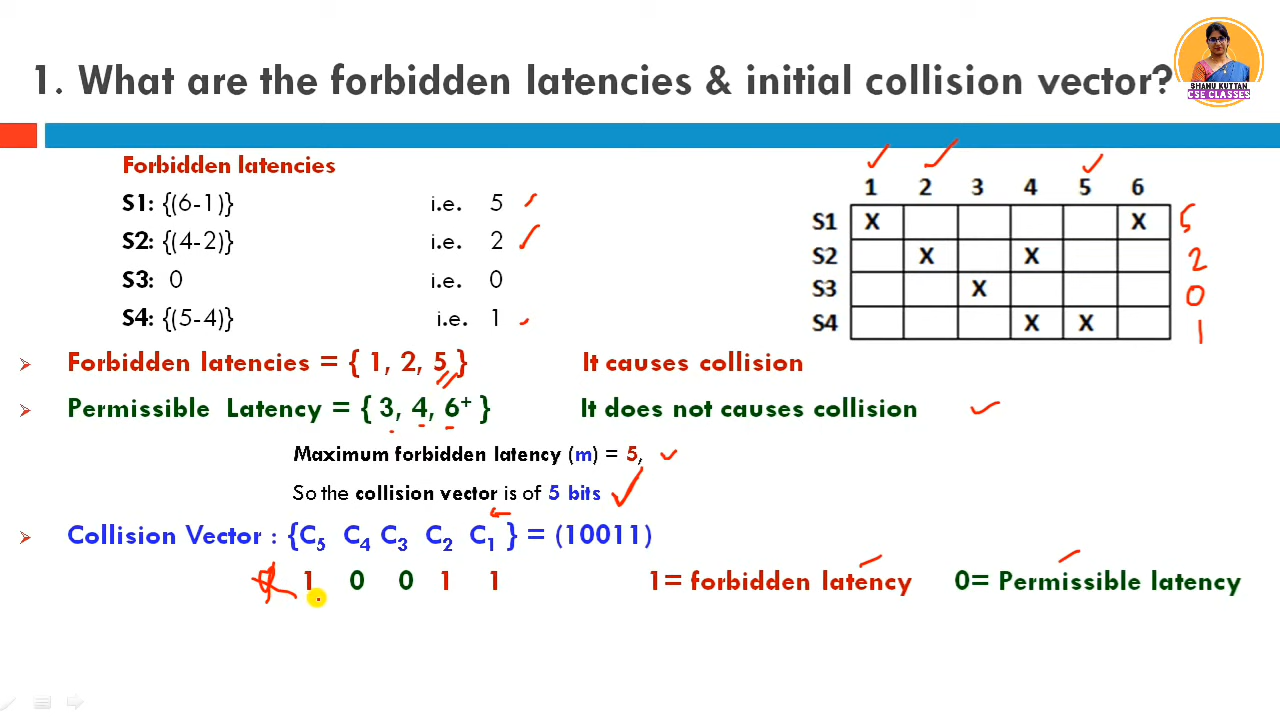 1. What are the forbidden latencies & initial collision vector?
SHAMU KUTTAN
CSE CLASSES
Forbidden latencies
S1: {(6-1)} i.e. 5
S2: {(4-2)} i.e. 2
S3: 0 i.e. 0
S4: {(5-4)} i.e. 1
1 2 3 4 5 6
S1 X X 5
S2 X X 2
S3 X 0
S4 X X 1
Forbidden latencies = { 1, 2, 5 } It causes collision
Permissible Latency = { 3, 4, 6⁺ } It does not causes collision
Maximum forbidden latency (m) = 5,
So the collision vector is of 5 bits
Collision Vector : {C₅ C₄ C₃ C₂ C₁ } = (10011)
1 0 0 1 1 1= forbidden latency 0= Permissible latency